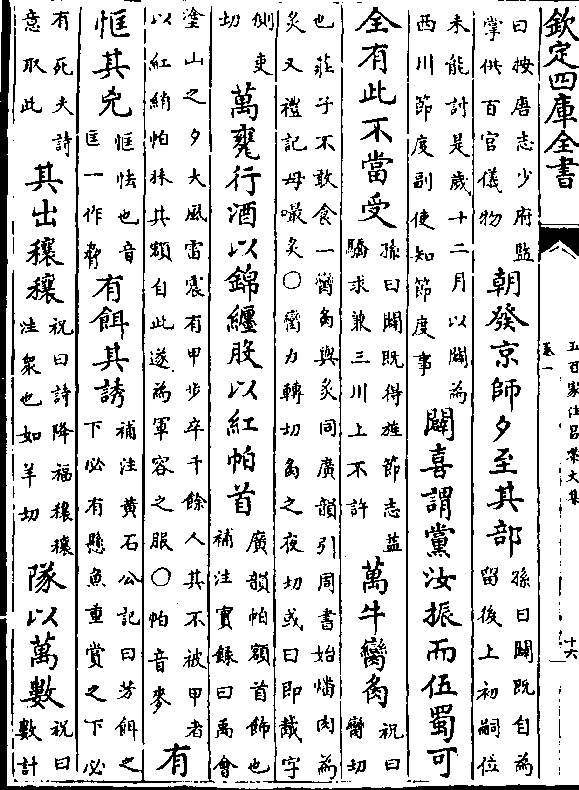 欽定四庫全書
五百家注昌黎文集
卷一
十六
曰按唐志少府監
掌供百官儀物
朝發京師夕至其部
孫曰闢既自為
留後上初嗣位
未能討是歲十二月以闢為
西川節度副使知節度事
闢喜謂黨汝振而伍蜀可
全有此不當受
孫曰闢既得旌節志益
驕求兼三川上不許
萬牛臠
祝曰
臠切
也莊子不敢食一臠與炙同廣韻引周書始燔肉為
炙又禮記毋嘬炙○臠力轉切之夜切或曰即胾字
側吏
切
萬甕行酒以錦纏股以紅帕首
廣韻帕額首飾也
補注實錄曰禹會
塗山之夕大風雷震有甲步卒千餘人其不被甲者
以紅綃帕抹其額自此遂為軍容之服○帕音麥
有
恇其兇
恇怯也音
匡一作脅
有餌其誘
補注黃石公記曰芳餌之
下必有懸魚重賞之下必
有死夫詩
意取此
其出穰穰
祝曰詩降福穰穰
注衆也如羊切
隊以萬數
祝曰
數計